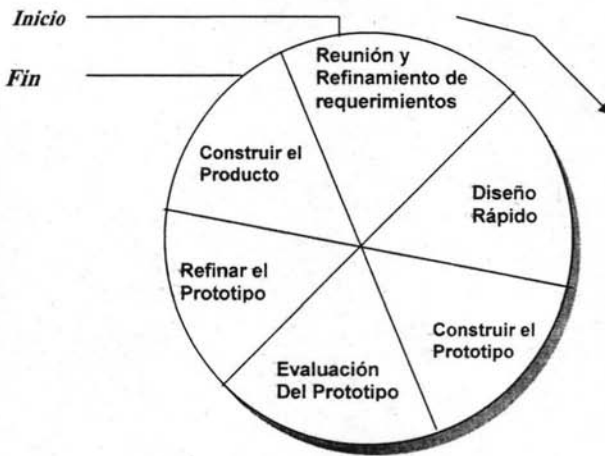 Inicio
Fin
Reunión y
Refinamiento de
requerimientos
Diseño
Rápido
Construir el
Prototipo
Evaluación
Del Prototipo
Refinar el
Prototipo
Construir el
Producto